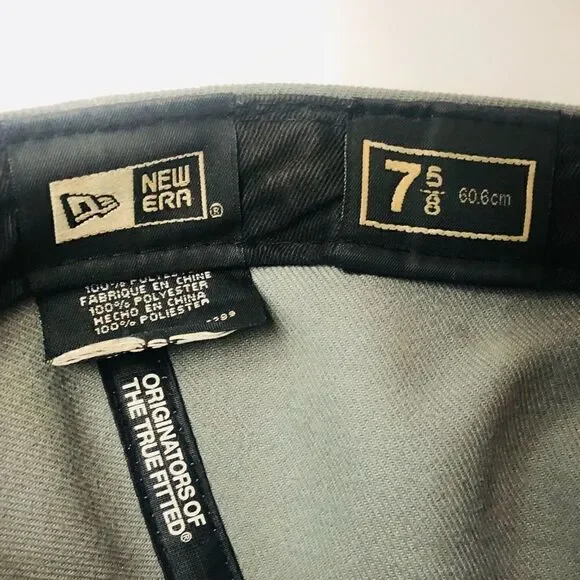 NEW
ERA®
7 5/8 60.6cm
FABRIQUE EN CHINE
100% POLYESTER
HECHO EN CHINA
100% POLIESTER
ORIGINATORS OF
THE TRUE FITTED®